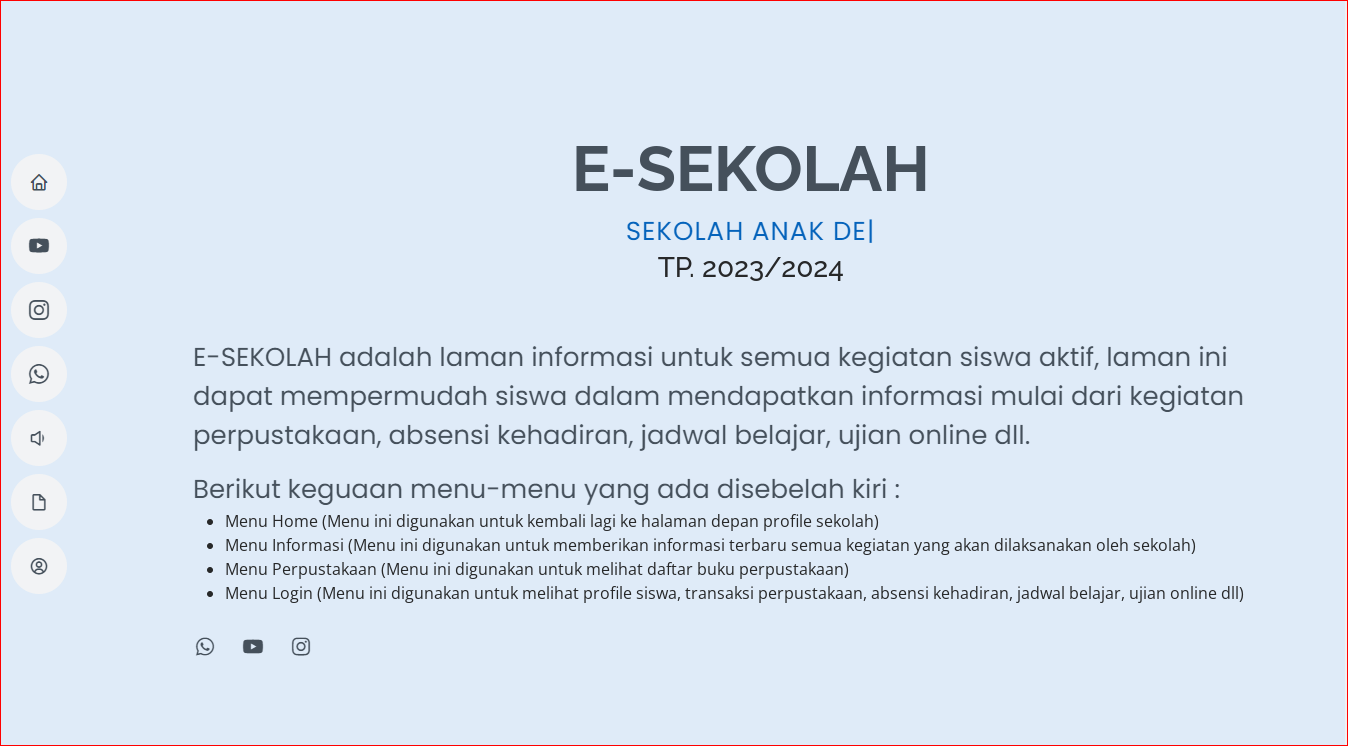 E-SEKOLAH
SEKOLAH ANAK DE|
TP. 2023/2024
E-SEKOLAH adalah laman informasi untuk semua kegiatan siswa aktif, laman ini
dapat mempermudah siswa dalam mendapatkan informasi mulai dari kegiatan
perpustakaan, absensi kehadiran, jadwal belajar, ujian online dll.
Berikut keguaan menu-menu yang ada disebelah kiri :
Menu Home (Menu ini digunakan untuk kembali lagi ke halaman depan profile sekolah)
Menu Informasi (Menu ini digunakan untuk memberikan informasi terbaru semua kegiatan yang akan dilaksanakan oleh sekolah)
Menu Perpustakaan (Menu ini digunakan untuk melihat daftar buku perpustakaan)
Menu Login (Menu ini digunakan untuk melihat profile siswa, transaksi perpustakaan, absensi kehadiran, jadwal belajar, ujian online dll)